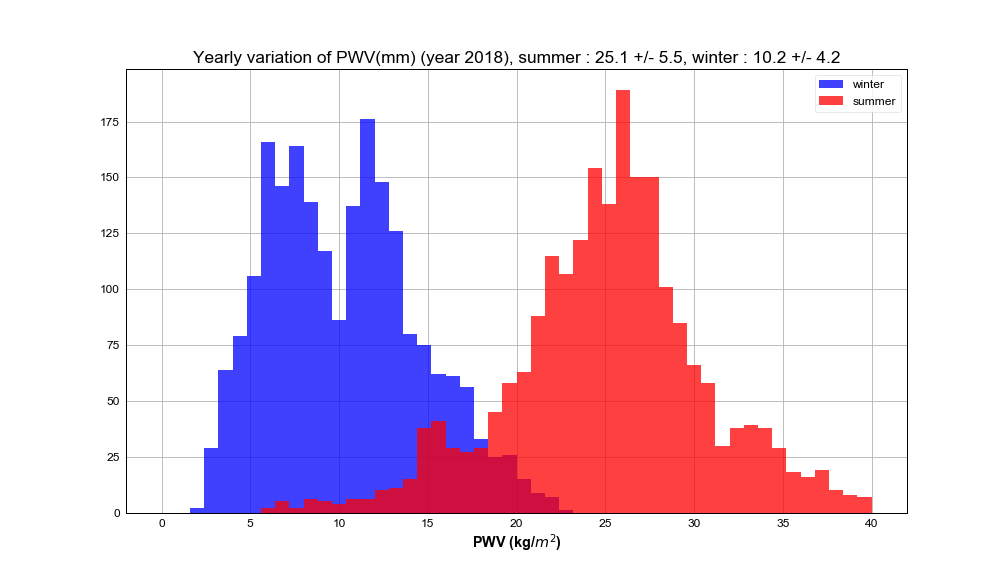 Yearly variation of PWV(mm) (year 2018), summer : 25.1 +/- 5.5, winter : 10.2 +/- 4.2
winter
summer
175
150
125
100
75
50
25
0
0 5 10 15 20 25 30 35 40
PWV (kg/m²)